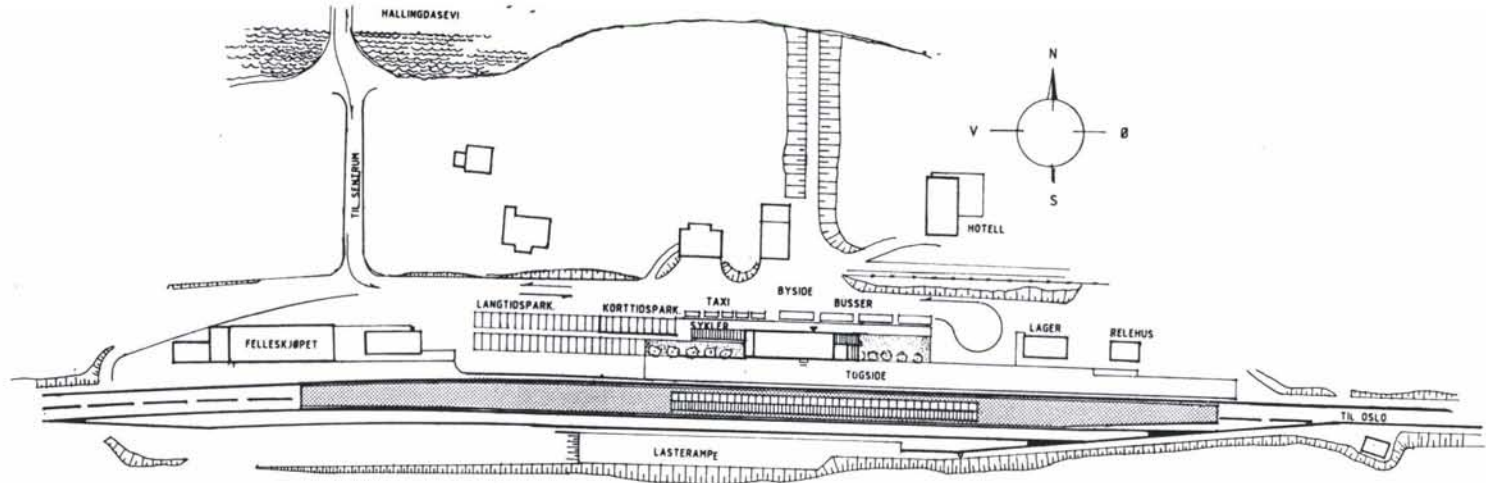 HALLINGDASEVI
N
V
Ø
S
TIL SENTRUM
HOTELL
BYSIDE
LANGTIDSPARK.
KORTTIDSPARK.
TAXI
BUSSER
SYKLER
LAGER
RELEHUS
FELLESKJØPET
TOGSIDE
TIL OSLO
LASTERAMPE